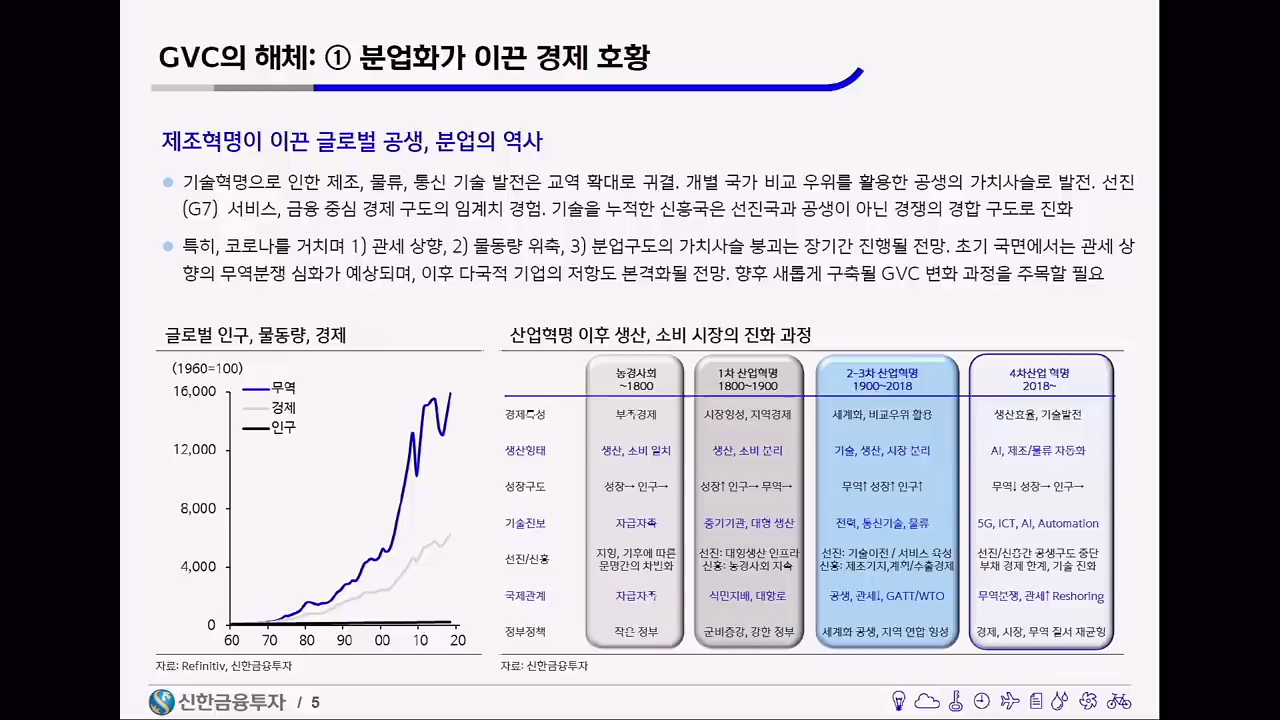 GVC의 해체: ① 분업화가 이끈 경제 호황
제조혁명이 이끈 글로벌 공생, 분업의 역사
기술혁명으로 인한 제조, 물류, 통신 기술 발전은 교역 확대로 귀결. 개별 국가 비교 우위를 활용한 공생의 가치사슬로 발전. 선진
(G7) 서비스, 금융 중심 경제 구도의 임계치 경험. 기술을 누적한 신흥국은 선진국과 공생이 아닌 경쟁의 경합 구도로 진화
특히, 코로나를 거치며 1) 관세 상향, 2) 물동량 위축, 3) 분업구도의 가치사슬 붕괴는 장기간 진행될 전망. 초기 국면에서는 관세 상
향의 무역분쟁 심화가 예상되며, 이후 다국적 기업의 저항도 본격화될 전망. 향후 새롭게 구축될 GVC 변화 과정을 주목할 필요
글로벌 인구, 물동량, 경제
(1960=100)
16,000
12,000
8,000
4,000
0
무역
경제
인구
60 70 80 90 00 10 20
자료: Refinitiv, 신한금융투자
산업혁명 이후 생산, 소비 시장의 진화 과정
농경사회 1차 산업혁명 2-3차 산업혁명 4차산업 혁명
~1800 1800~1900 1900~2018 2018~
경제특성 부족경제 시장형성, 지역경제 세계화, 비교우위 활용 생산효율, 기술발전
생산형태 생산, 소비 일치 생산, 소비 분리 기술, 생산, 시장 분리 AI, 제조/물류 자동화
성장구도 성장→ 인구→ 성장↑ 인구→ 무역→ 무역↑ 성장↑ 인구↑ 무역↓ 성장→ 인구→
기술진보 자급자족 증기기관, 대형 생산 전력, 통신기술, 물류 5G, ICT, AI, Automation
선진/신흥 지형, 기후에 따른 선진: 대형생산 인프라 선진: 기술이전 / 서비스 육성 선진/신흥간 공생구도 중단
문명간의 차별화 신흥: 농경사회 지속 신흥: 제조기지,계획/수출경제 부채 경제 한계, 기술 진화
국제관계 자급자족 식민지배, 대항로 공생, 관세↓, GATT/WTO 무역분쟁, 관세↑ Reshoring
정부정책 작은 정부 군비증강, 강한 정부 세계화 공생, 지역 연합 형성 경제, 시장, 무역 질서 재균형
자료: 신한금융투자
신한금융투자 / 5